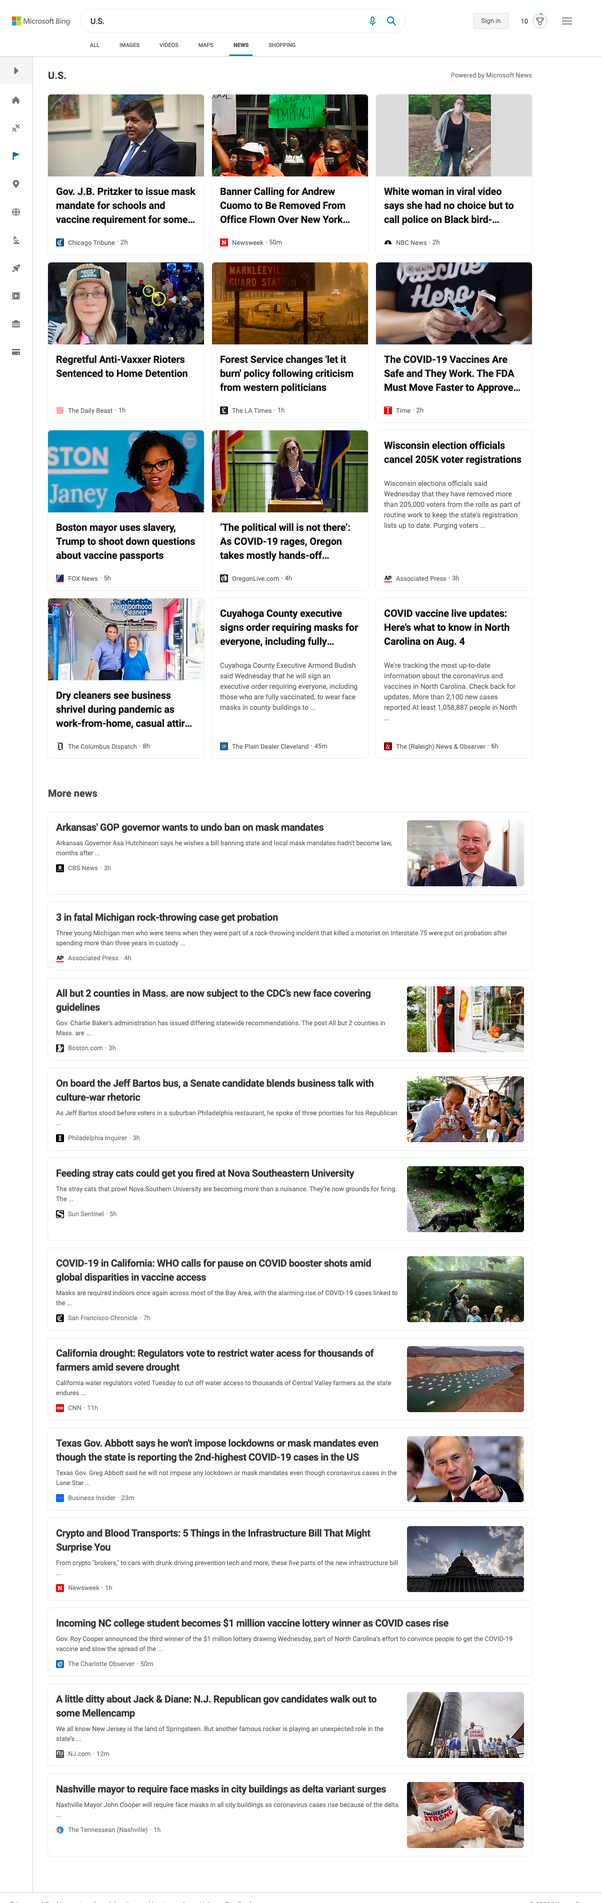 Microsoft Bing
U.S.
Sign in
10
ALL
IMAGES
VIDEOS
MAPS
NEWS
SHOPPING
U.S.
Powered by Microsoft News
IMPEACH
Gov. J.B. Pritzker to issue mask
mandate for schools and
vaccine requirement for some...
Chicago Tribune · 2h
Banner Calling for Andrew
Cuomo to Be Removed From
Office Flown Over New York...
Newsweek · 50m
White woman in viral video
says she had no choice but to
call police on Black bird-...
NBC News · 2h
MARKLEEVILLE
GUARD STATION
Vaccine
Hero
Regretful Anti-Vaxxer Rioters
Sentenced to Home Detention
The Daily Beast · 1h
Forest Service changes 'let it
burn' policy following criticism
from western politicians
The LA Times · 1h
The COVID-19 Vaccines Are
Safe and They Work. The FDA
Must Move Faster to Approve...
Time · 2h
STON
Janey
Boston mayor uses slavery,
Trump to shoot down questions
about vaccine passports
FOX News · 5h
'The political will is not there':
As COVID-19 rages, Oregon
takes mostly hands-off...
OregonLive.com · 4h
Wisconsin election officials
cancel 205K voter registrations
Wisconsin elections officials said
Wednesday that they have removed more
than 205,000 voters from the rolls as part of
routine work to keep the state's registration
lists up to date. Purging voters ...
AP Associated Press · 3h
Neighborhood
Cleaners
Dry cleaners see business
shrivel during pandemic as
work-from-home, casual attir...
The Columbus Dispatch · 8h
Cuyahoga County executive
signs order requiring masks for
everyone, including fully...
Cuyahoga County Executive Armond Budish
said Wednesday that he will sign an
executive order requiring everyone, including
those who are fully vaccinated, to wear face
masks in county buildings to ...
The Plain Dealer Cleveland · 45m
COVID vaccine live updates:
Here's what to know in North
Carolina on Aug. 4
We're tracking the most up-to-date
information about the coronavirus and
vaccines in North Carolina. Check back for
updates. More than 2,100 new cases
reported At least 1,058,887 people in North
...
The (Raleigh) News & Observer · 6h
More news
Arkansas' GOP governor wants to undo ban on mask mandates
Arkansas Governor Asa Hutchinson says he wishes a bill banning state and local mask mandates hadn't become law,
months after ...
CBS News · 3h
3 in fatal Michigan rock-throwing case get probation
Three young Michigan men who were teens when they were part of a rock-throwing incident that killed a motorist on Interstate 75 were put on probation after
spending more than three years in custody ...
AP Associated Press · 4h
All but 2 counties in Mass. are now subject to the CDC's new face covering
guidelines
Gov. Charlie Baker's administration has issued differing statewide recommendations. The post All but 2 counties in
Mass. are ...
Boston.com · 3h
On board the Jeff Bartos bus, a Senate candidate blends business talk with
culture-war rhetoric
As Jeff Bartos stood before voters in a suburban Philadelphia restaurant, he spoke of three priorities for his Republican
...
Philadelphia Inquirer · 3h
Feeding stray cats could get you fired at Nova Southeastern University
The stray cats that prowl Nova Southern University are becoming more than a nuisance. They're now grounds for firing.
The ...
Sun Sentinel · 5h
COVID-19 in California: WHO calls for pause on COVID booster shots amid
global disparities in vaccine access
Masks are required indoors once again across most of the Bay Area, with the alarming rise of COVID-19 cases linked to
the ...
San Francisco Chronicle · 7h
California drought: Regulators vote to restrict water acess for thousands of
farmers amid severe drought
California water regulators voted Tuesday to cut off water access to thousands of Central Valley farmers as the state
endures ...
CNN · 11h
Texas Gov. Abbott says he won't impose lockdowns or mask mandates even
though the state is reporting the 2nd-highest COVID-19 cases in the US
Texas Gov. Greg Abbott said he will not impose any lockdown or mask mandates even though coronavirus cases in the
Lone Star ...
Business Insider · 23m
Crypto and Blood Transports: 5 Things in the Infrastructure Bill That Might
Surprise You
From crypto "brokers," to cars with drunk driving prevention tech and more, these five parts of the new infrastructure bill
...
Newsweek · 1h
Incoming NC college student becomes $1 million vaccine lottery winner as COVID cases rise
Gov. Roy Cooper announced the third winner of the $1 million lottery drawing Wednesday, part of North Carolina's effort to convince people to get the COVID-19
vaccine and slow the spread of the ...
The Charlotte Observer · 50m
A little ditty about Jack & Diane: N.J. Republican gov candidates walk out to
some Mellencamp
We all know New Jersey is the land of Springsteen. But another famous rocker is playing an unexpected role in the
state's ...
NJ.com · 12m
Nashville mayor to require face masks in city buildings as delta variant surges
Nashville Mayor John Cooper will require face masks in all city buildings as coronavirus cases rise because of the delta
...
The Tennessean (Nashville) · 1h
TENNESSEE
STRONG